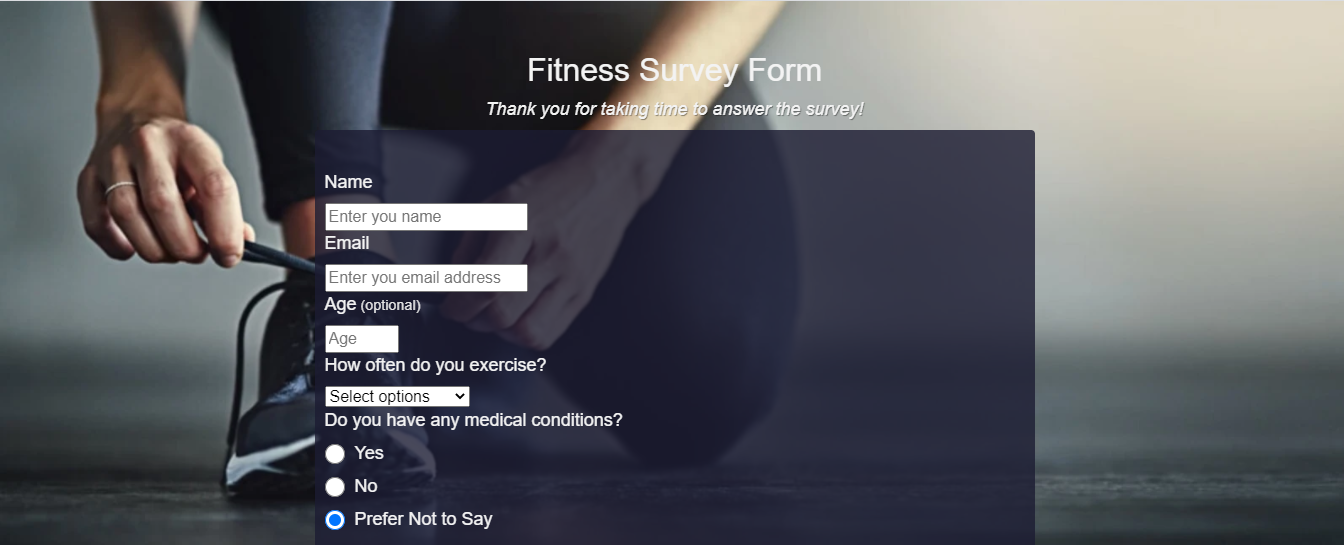 Fitness Survey Form
Thank you for taking time to answer the survey!
Name
Enter you name
Email
Enter you email address
Age (optional)
Age
How often do you exercise?
Select options
Do you have any medical conditions?
Yes
No
Prefer Not to Say